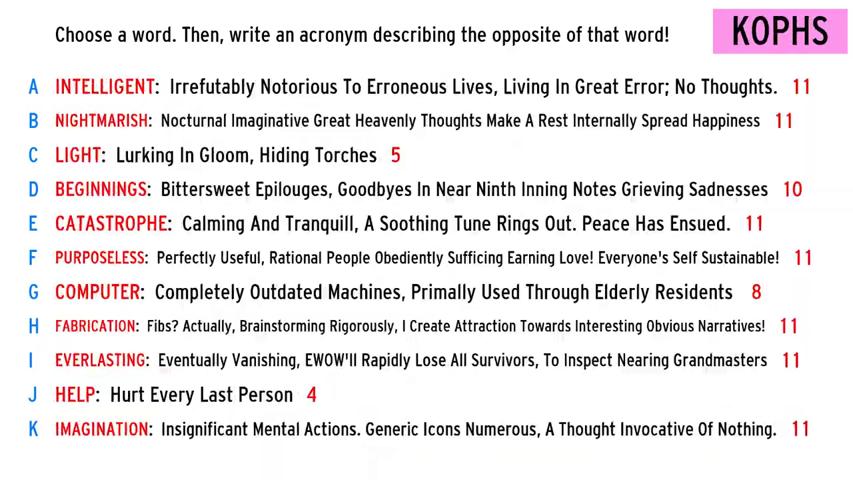 Choose a word. Then, write an acronym describing the opposite of that word!
KOPHS
A INTELLIGENT: Irrefutably Notorious To Erroneous Lives, Living In Great Error; No Thoughts. 11
B NIGHTMARISH: Nocturnal Imaginative Great Heavenly Thoughts Make A Rest Internally Spread Happiness 11
C LIGHT: Lurking In Gloom, Hiding Torches 5
D BEGINNINGS: Bittersweet Epilouges, Goodbyes In Near Ninth Inning Notes Grieving Sadnesses 10
E CATASTROPHE: Calming And Tranquill, A Soothing Tune Rings Out. Peace Has Ensued. 11
F PURPOSELESS: Perfectly Useful, Rational People Obediently Sufficing Earning Love! Everyone's Self Sustainable! 11
G COMPUTER: Completely Outdated Machines, Primally Used Through Elderly Residents 8
H FABRICATION: Fibs? Actually, Brainstorming Rigorously, I Create Attraction Towards Interesting Obvious Narratives! 11
I EVERLASTING: Eventually Vanishing, EWOW'll Rapidly Lose All Survivors, To Inspect Nearing Grandmasters 11
J HELP: Hurt Every Last Person 4
K IMAGINATION: Insignificant Mental Actions. Generic Icons Numerous, A Thought Invocative Of Nothing. 11